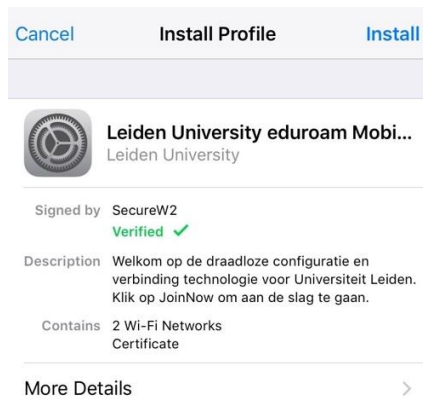 Cancel Install Profile Install
Leiden University eduroam Mobi...
Leiden University
Signed by SecureW2
Verified ✓
Description Welkom op de draadloze configuratie en
verbinding technologie voor Universiteit Leiden.
Klik op JoinNow om aan de slag te gaan.
Contains 2 Wi-Fi Networks
Certificate
More Details